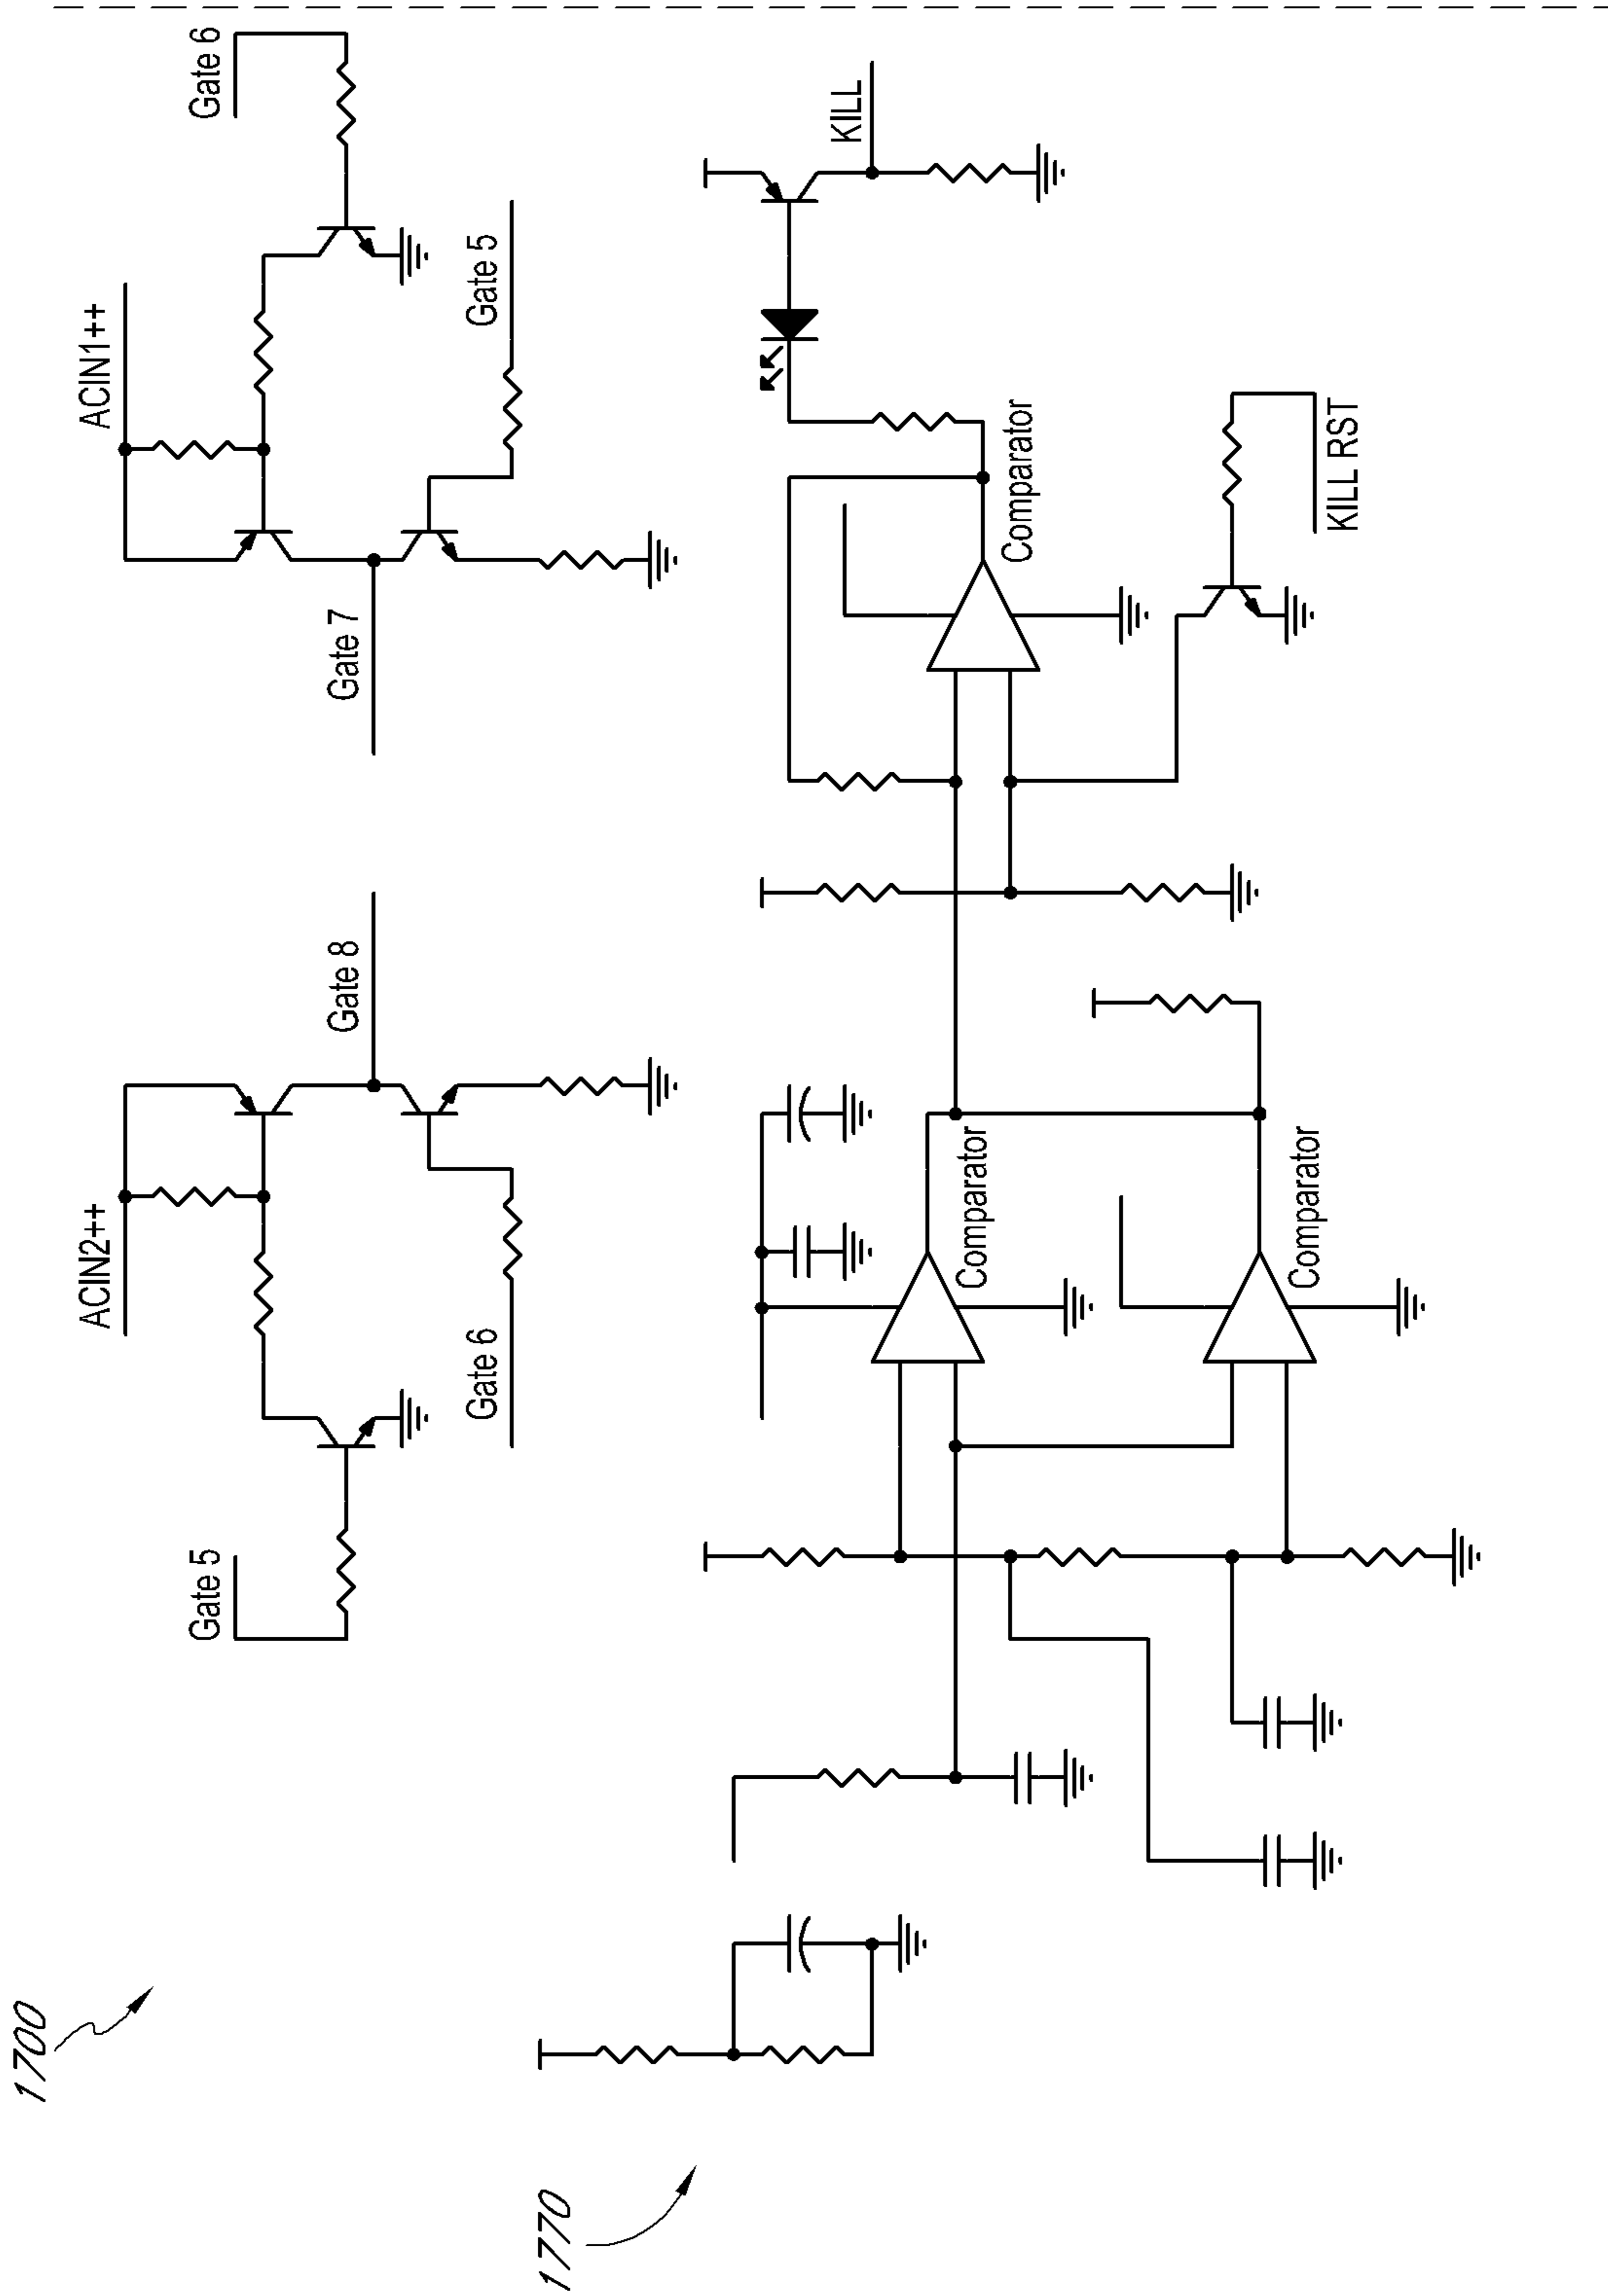 1700
Gate 5
ACIN2++
Gate 6
Gate 8
Gate 7
ACIN1++
Gate 5
Gate 6
1770
Comparator
Comparator
Comparator
KILL
KILL RST